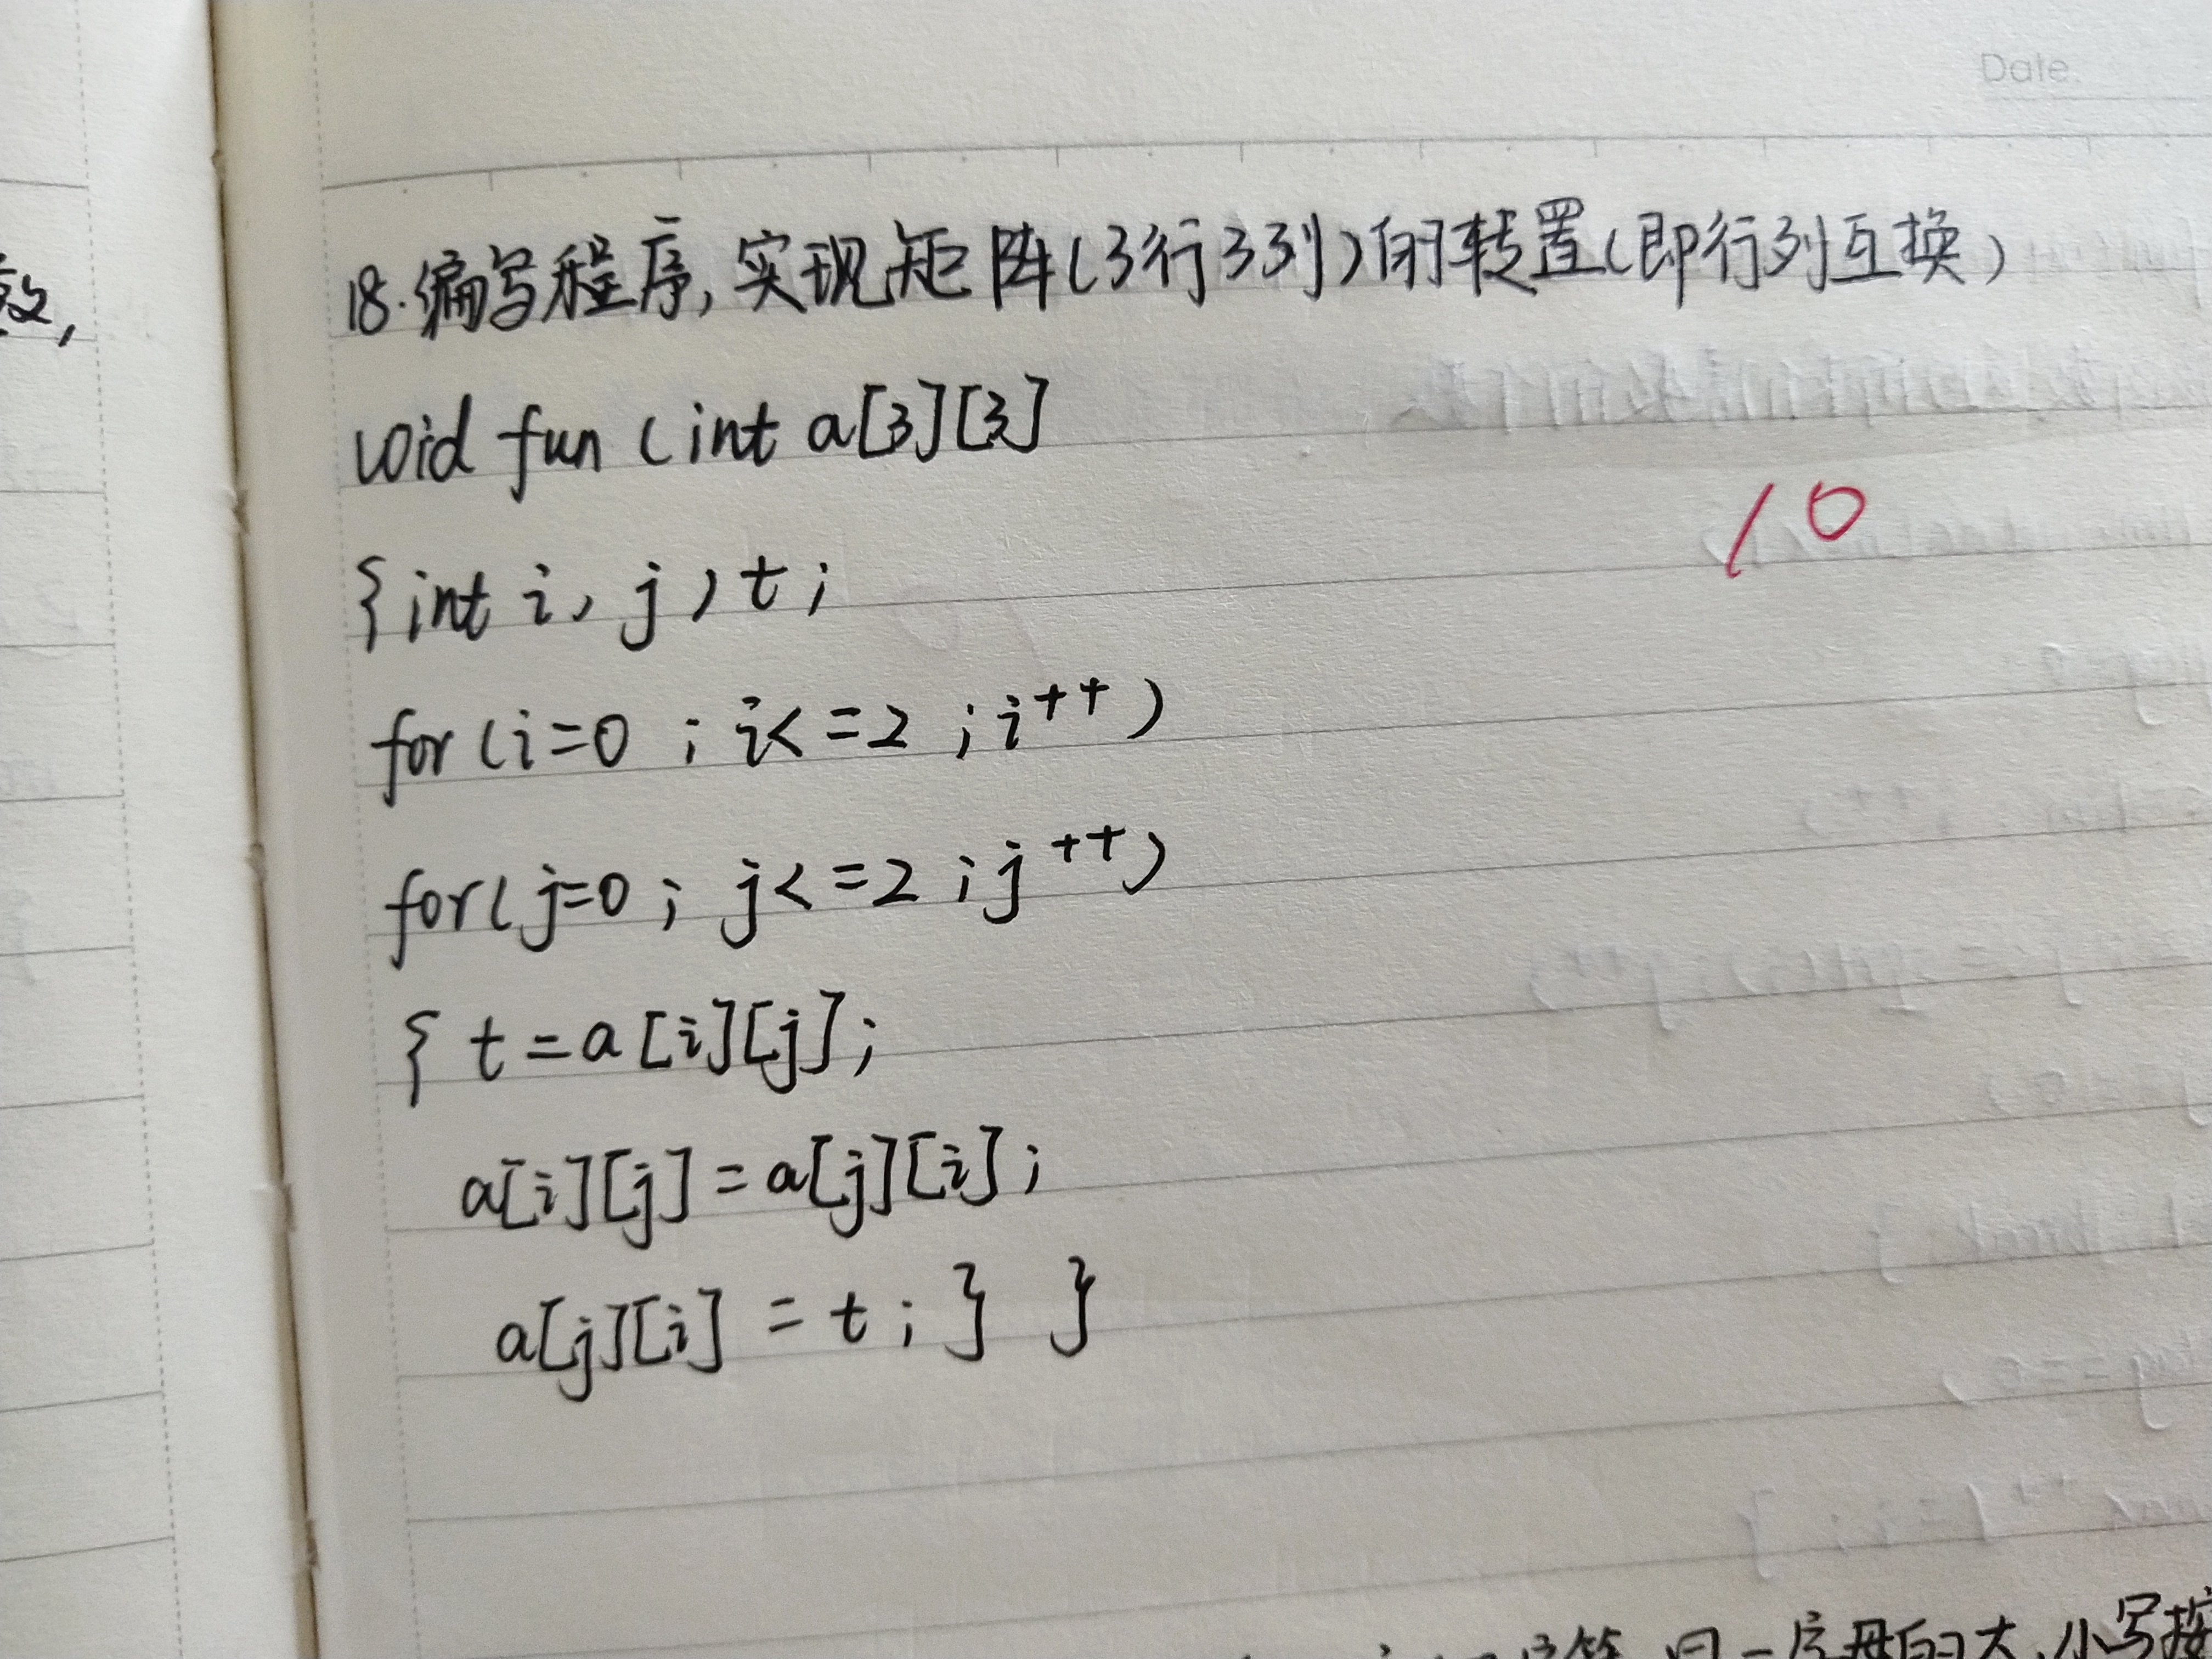 Date.
数,
18.编写程序,实现矩阵(3行3列)的转置(即行列互换)
void fun (int a[3][3]
10
{int i, j, t;
for(i=0 ; i<=2 ; i++)
for(j=0 ; j<=2 ; j++)
{ t=a[i][j];
a[i][j]=a[j][i];
a[j][i] = t; } }
同一字母的大,小写按